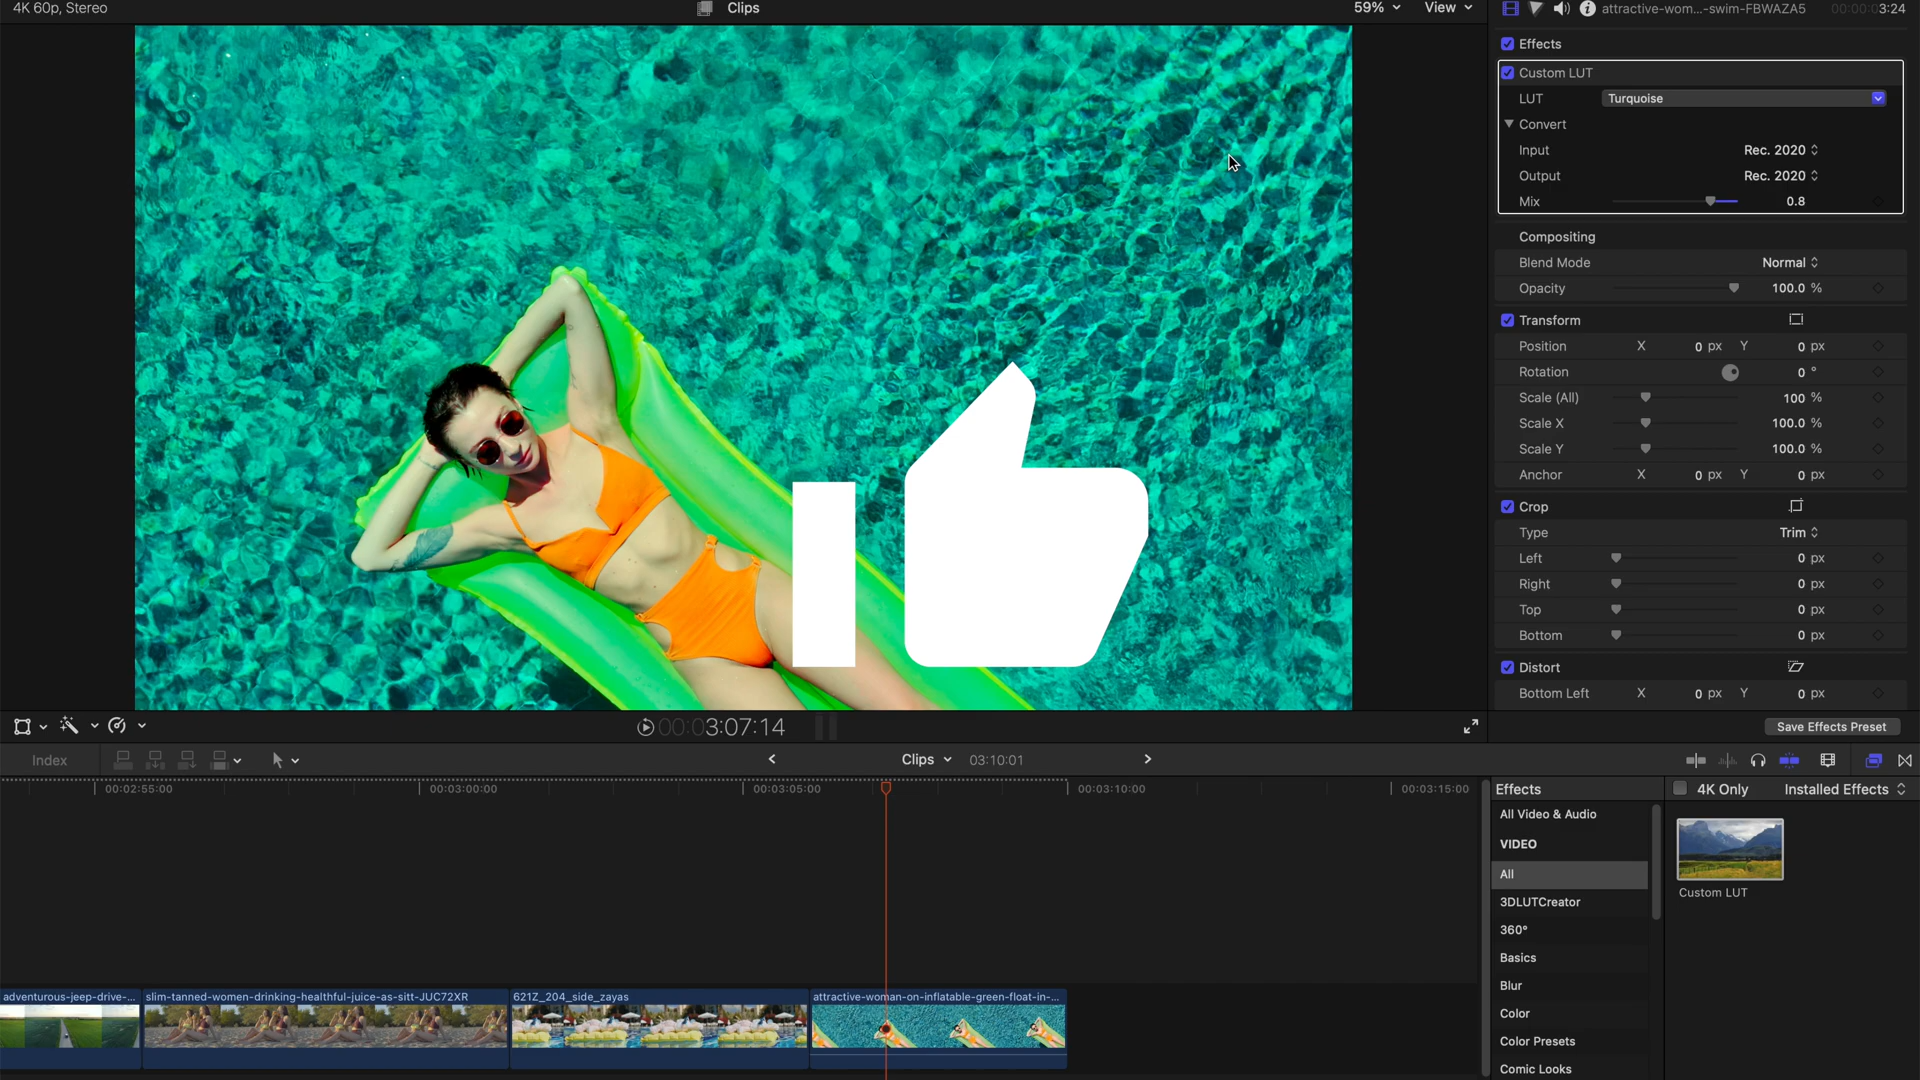 4K 60p, Stereo
Clips
59%
View
attractive-wom...-swim-FBWAZA5
00:00:03:24
Effects
Custom LUT
LUT
Turquoise
Convert
Input
Rec. 2020
Output
Rec. 2020
Mix
0.8
Compositing
Blend Mode
Normal
Opacity
100.0 %
Transform
Position
X
0 px
Y
0 px
Rotation
0 °
Scale (All)
100 %
Scale X
100.0 %
Scale Y
100.0 %
Anchor
X
0 px
Y
0 px
Crop
Type
Trim
Left
0 px
Right
0 px
Top
0 px
Bottom
0 px
Distort
Bottom Left
X
0 px
Y
0 px
00:03:07:14
Save Effects Preset
Index
Clips
03:10:01
00:02:55:00
00:03:00:00
00:03:05:00
00:03:10:00
00:03:15:00
Effects
4K Only
Installed Effects
All Video & Audio
VIDEO
All
3DLUTCreator
360°
Basics
Blur
Color
Color Presets
Comic Looks
Custom LUT
adventurous-jeep-drive-...
slim-tanned-women-drinking-healthful-juice-as-sitt-JUC72XR
621Z_204_side_zayas
attractive-woman-on-inflatable-green-float-in-...